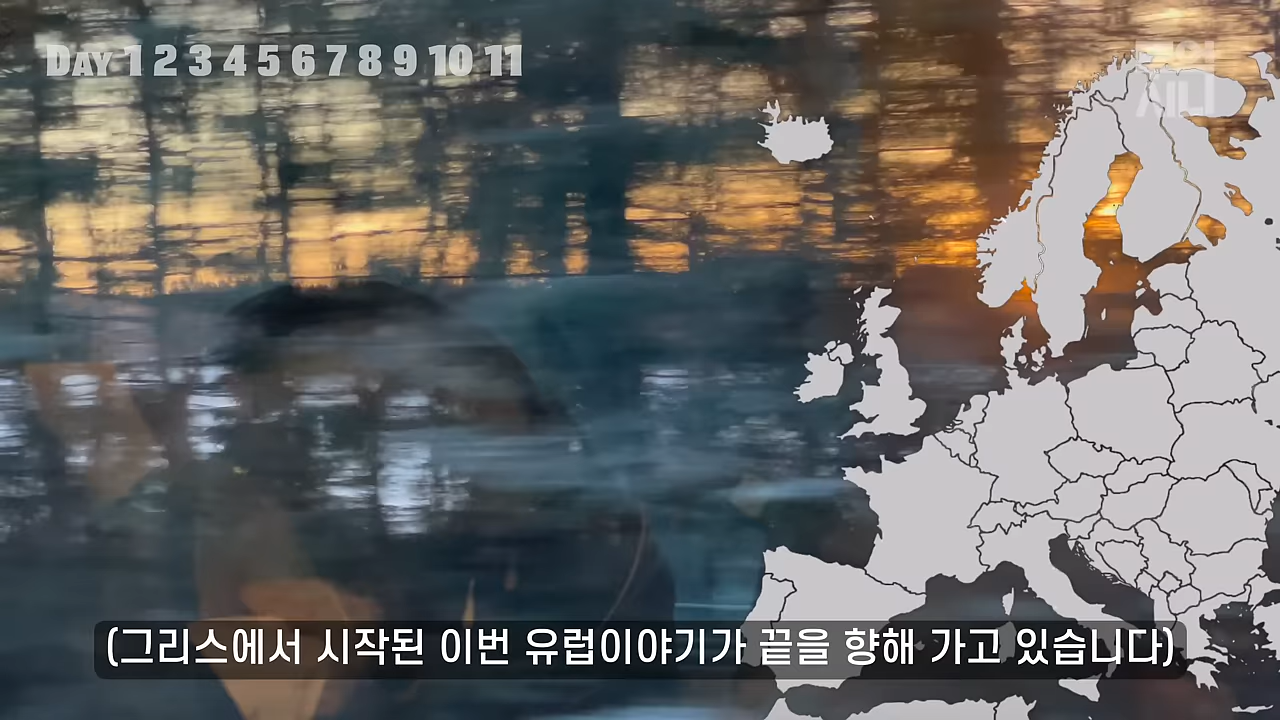 DAY 1 2 3 4 5 6 7 8 9 10 11
(그리스에서 시작된 이번 유럽이야기가 끝을 향해 가고 있습니다)